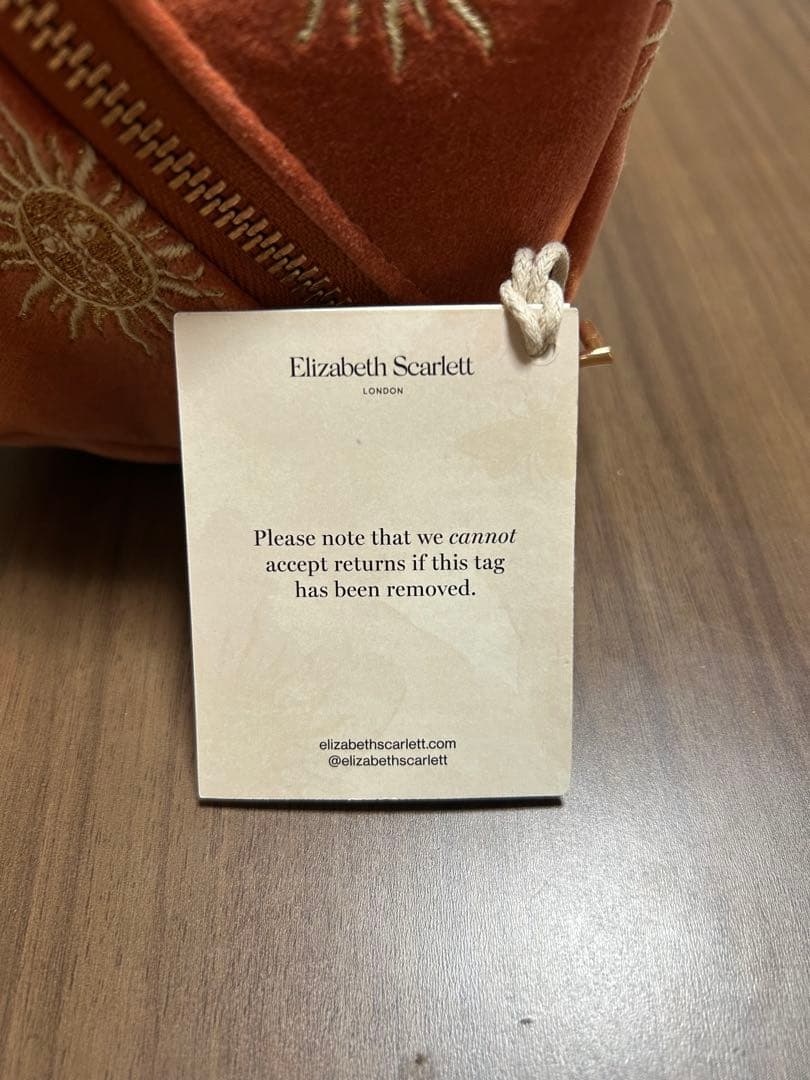 Elizabeth Scarlett
LONDON
Please note that we cannot
accept returns if this tag
has been removed.
elizabethscarlett.com
@elizabethscarlett